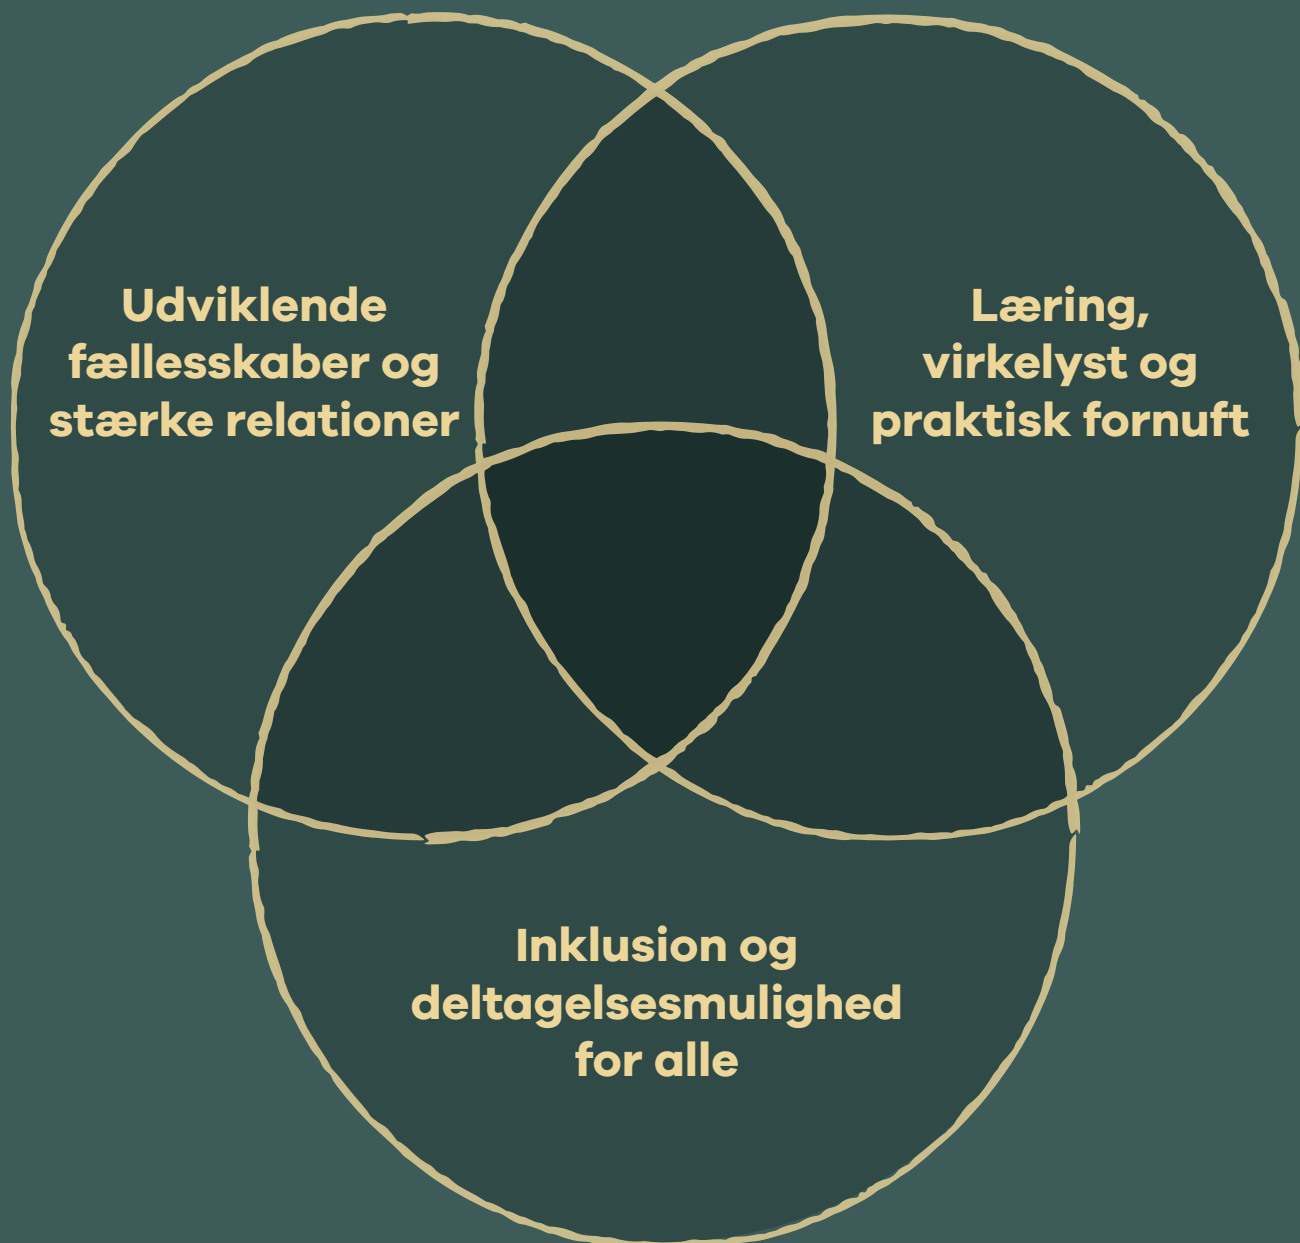 Udviklende
fællesskaber og
stærke relationer
Læring,
virkelyst og
praktisk fornuft
Inklusion og
deltagelsesmulighed
for alle